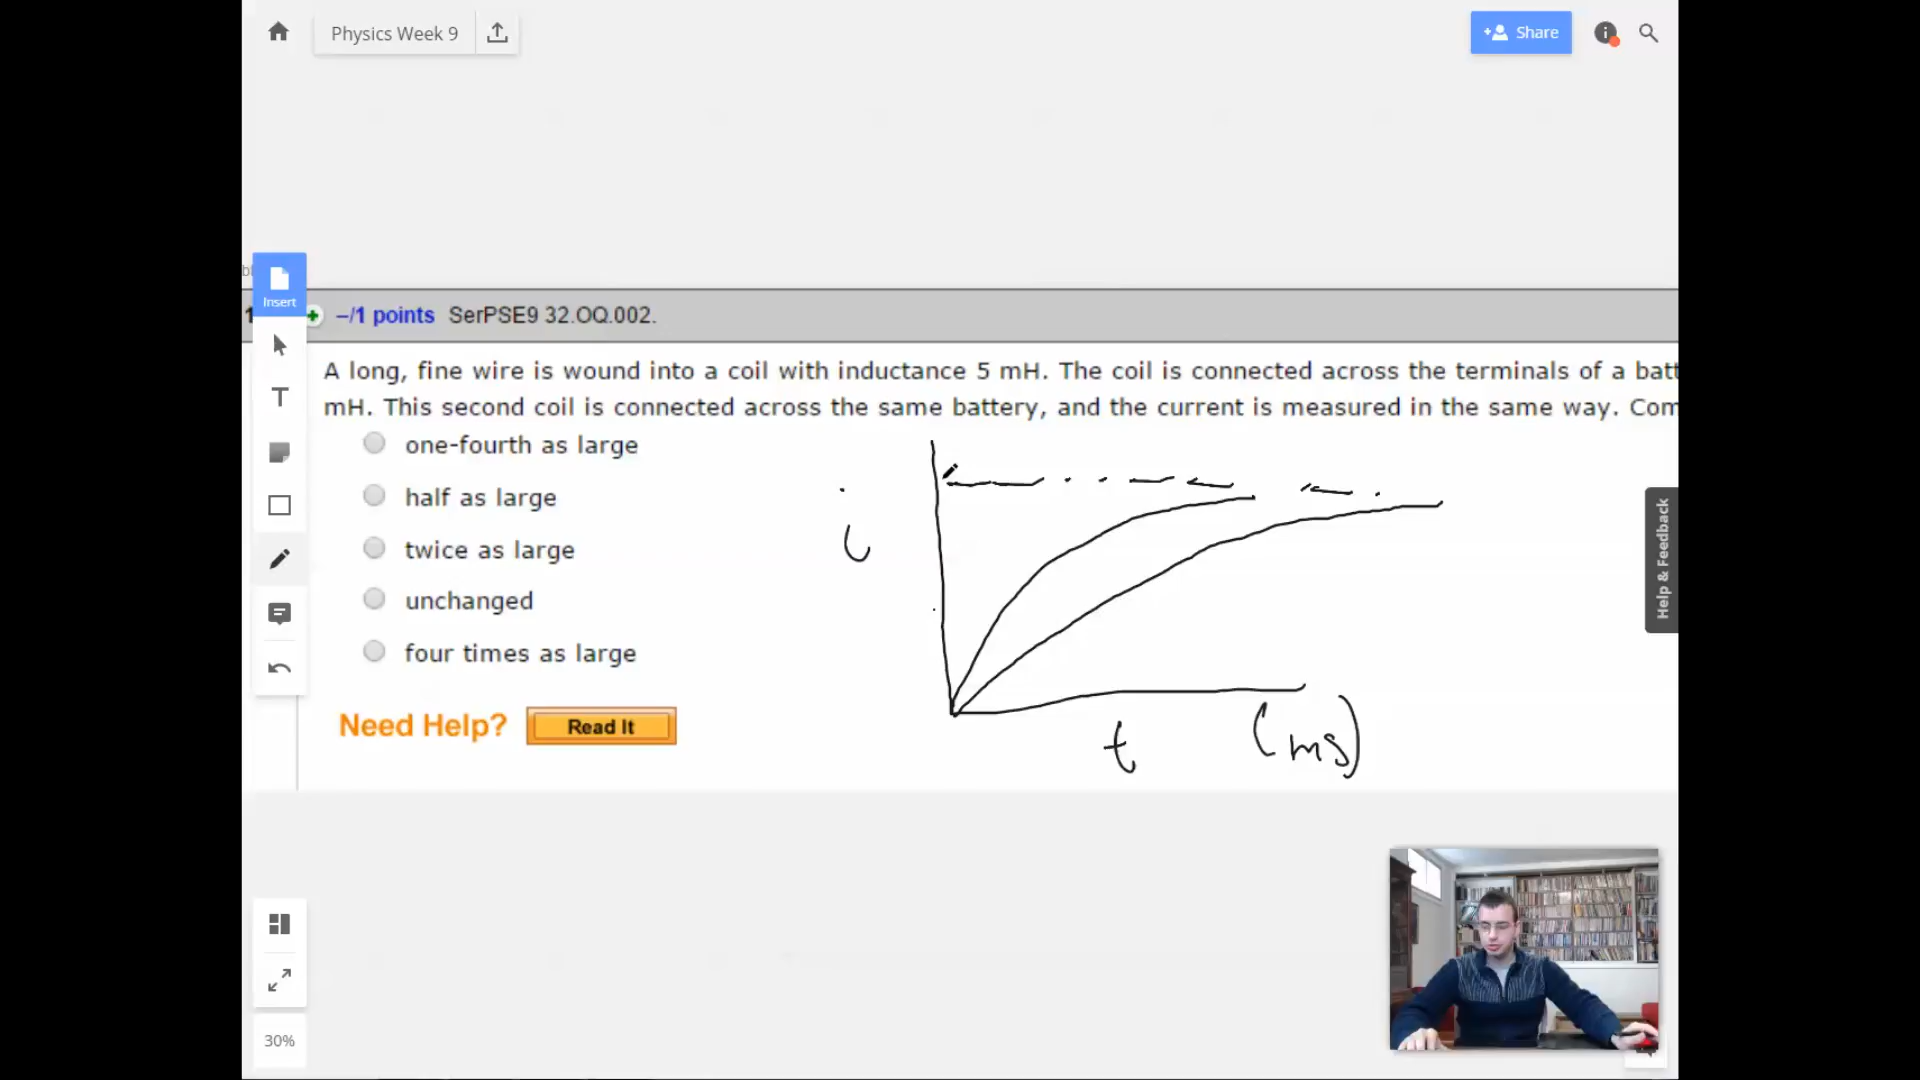 Physics Week 9
Share
Insert
–/1 points SerPSE9 32.OQ.002.
A long, fine wire is wound into a coil with inductance 5 mH. The coil is connected across the terminals of a batt
mH. This second coil is connected across the same battery, and the current is measured in the same way. Com
one-fourth as large
half as large
twice as large
unchanged
four times as large
i
t (ms)
Need Help? Read It
Help & Feedback
30%